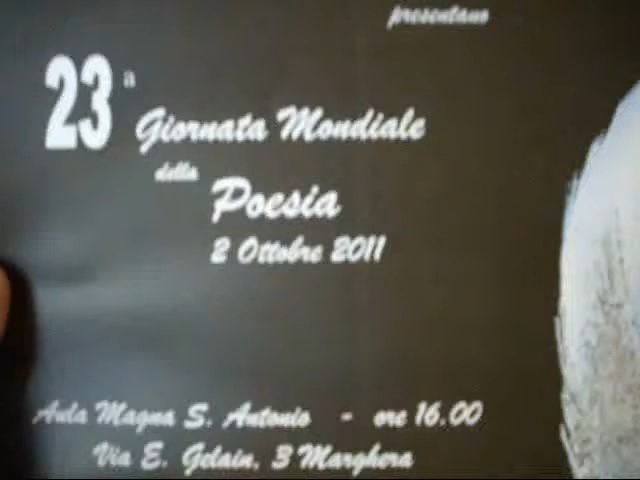 presentano
23a Giornata Mondiale
della
Poesia
2 Ottobre 2011
Aula Magna S. Antonio - ore 16.00
Via E. Gelain, 3 Marghera